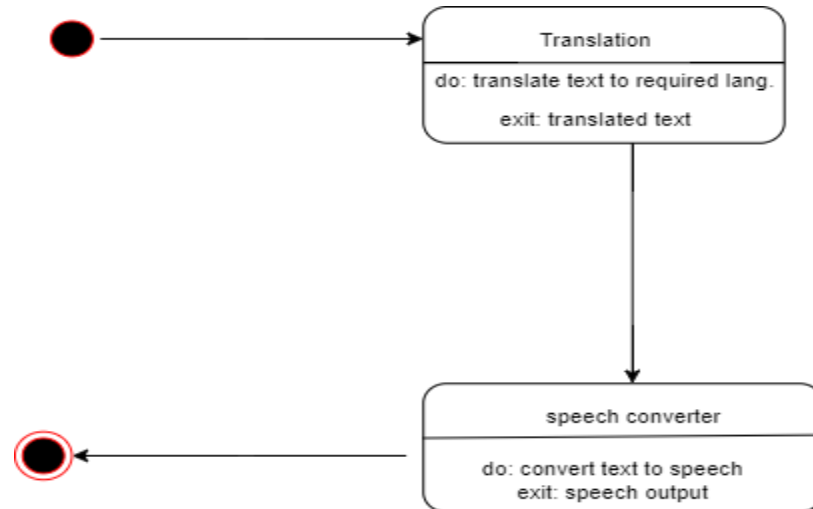 Translation
do: translate text to required lang.
exit: translated text
speech converter
do: convert text to speech
exit: speech output